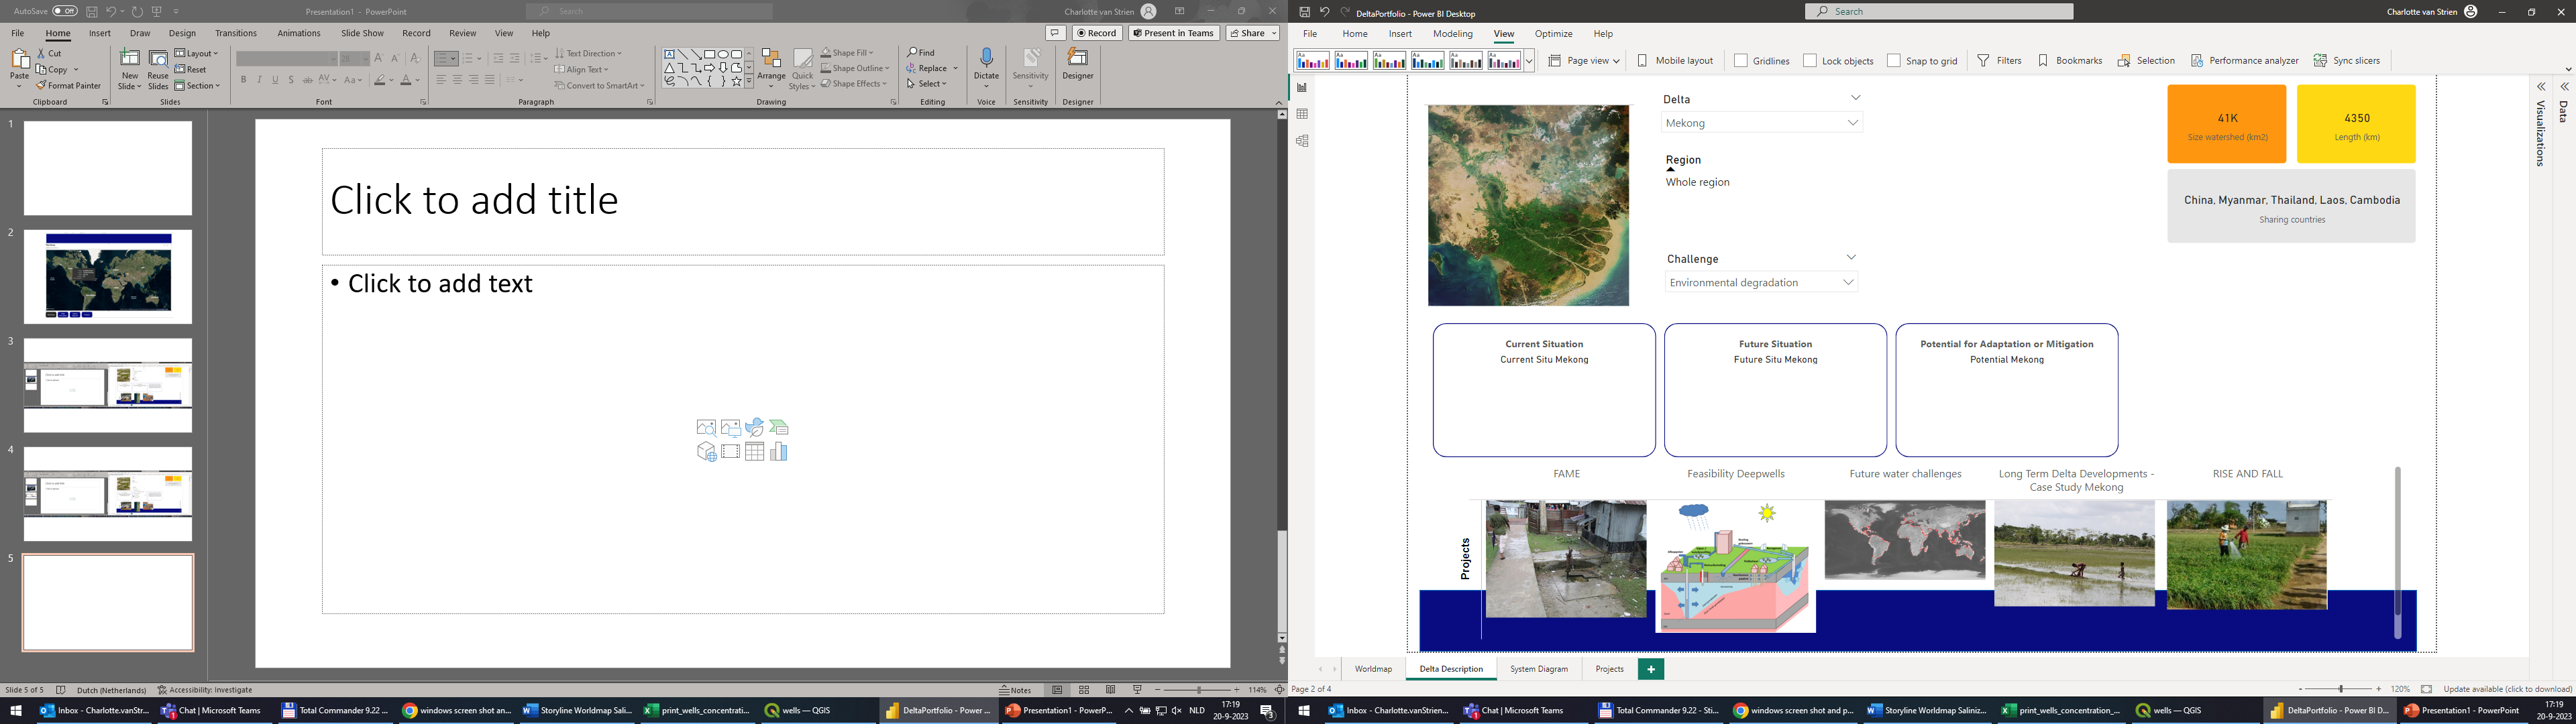 AutoSave Off
Presentation1 - PowerPoint
Search
Charlotte van Strien
File Home Insert Draw Design Transitions Animations Slide Show Record Review View Help
Record Present in Teams Share
Paste
Cut
Copy
Format Painter
Clipboard
New Slide
Reuse Slides
Layout
Reset
Section
Slides
Font
Text Direction
Align Text
Convert to SmartArt
Paragraph
Arrange
Quick Styles
Shape Fill
Shape Outline
Shape Effects
Drawing
Find
Replace
Select
Editing
Dictate
Voice
Sensitivity
Sensitivity
Designer
Designer
1
2
3
4
5
Click to add title
• Click to add text
Slide 5 of 5 Dutch (Netherlands) Accessibility: Investigate
Notes
114%
Inbox - Charlotte.vanStr...
Chat | Microsoft Teams
Total Commander 9.22 ...
windows screen shot an...
Storyline Worldmap Sali...
print_wells_concentrati...
wells — QGIS
DeltaPortfolio - Power ...
Presentation1 - PowerP...
NLD
17:19
20-9-2023
DeltaPortfolio - Power BI Desktop
Search
Charlotte van Strien
File Home Insert Modeling View Optimize Help
Page view
Mobile layout
Gridlines
Lock objects
Snap to grid
Filters
Bookmarks
Selection
Performance analyzer
Sync slicers
Visualizations
Data
Delta
Mekong
Region
Whole region
Challenge
Environmental degradation
41K
Size watershed (km2)
4350
Length (km)
China, Myanmar, Thailand, Laos, Cambodia
Sharing countries
Current Situation
Current Situ Mekong
Future Situation
Future Situ Mekong
Potential for Adaptation or Mitigation
Potential Mekong
Projects
FAME
Feasibility Deepwells
Future water challenges
Long Term Delta Developments -
Case Study Mekong
RISE AND FALL
Worldmap
Delta Description
System Diagram
Projects
Page 2 of 4
120%
Update available (click to download)
Inbox - Charlotte.vanStrien...
Chat | Microsoft Teams
Total Commander 9.22 - Sti...
windows screen shot and p...
Storyline Worldmap Saliniz...
print_wells_concentration_...
wells — QGIS
DeltaPortfolio - Power BI D...
Presentation1 - PowerPoint
17:19
20-9-2023